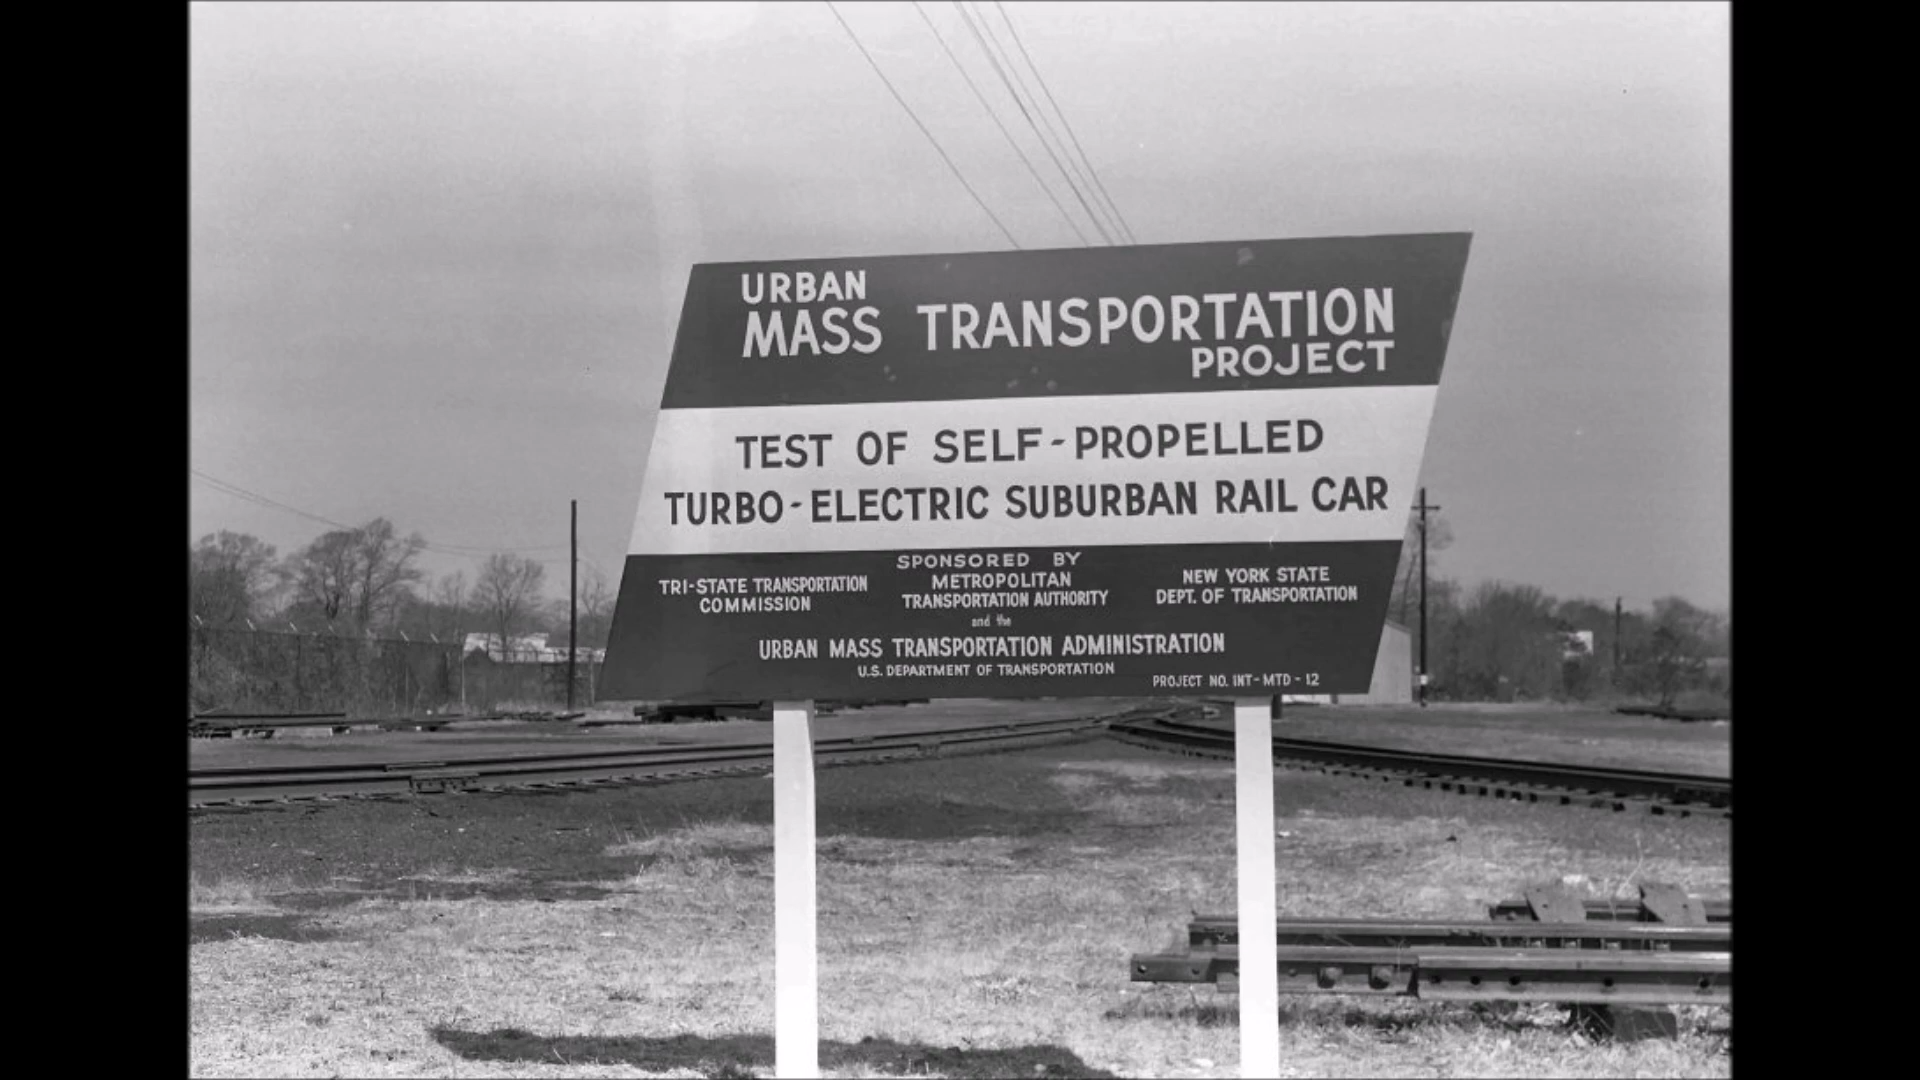 URBAN
MASS TRANSPORTATION
PROJECT
TEST OF SELF-PROPELLED
TURBO-ELECTRIC SUBURBAN RAIL CAR
SPONSORED BY
TRI-STATE TRANSPORTATION
COMMISSION
METROPOLITAN
TRANSPORTATION AUTHORITY
NEW YORK STATE
DEPT. OF TRANSPORTATION
and the
URBAN MASS TRANSPORTATION ADMINISTRATION
U.S. DEPARTMENT OF TRANSPORTATION
PROJECT NO. INT-MTD-12